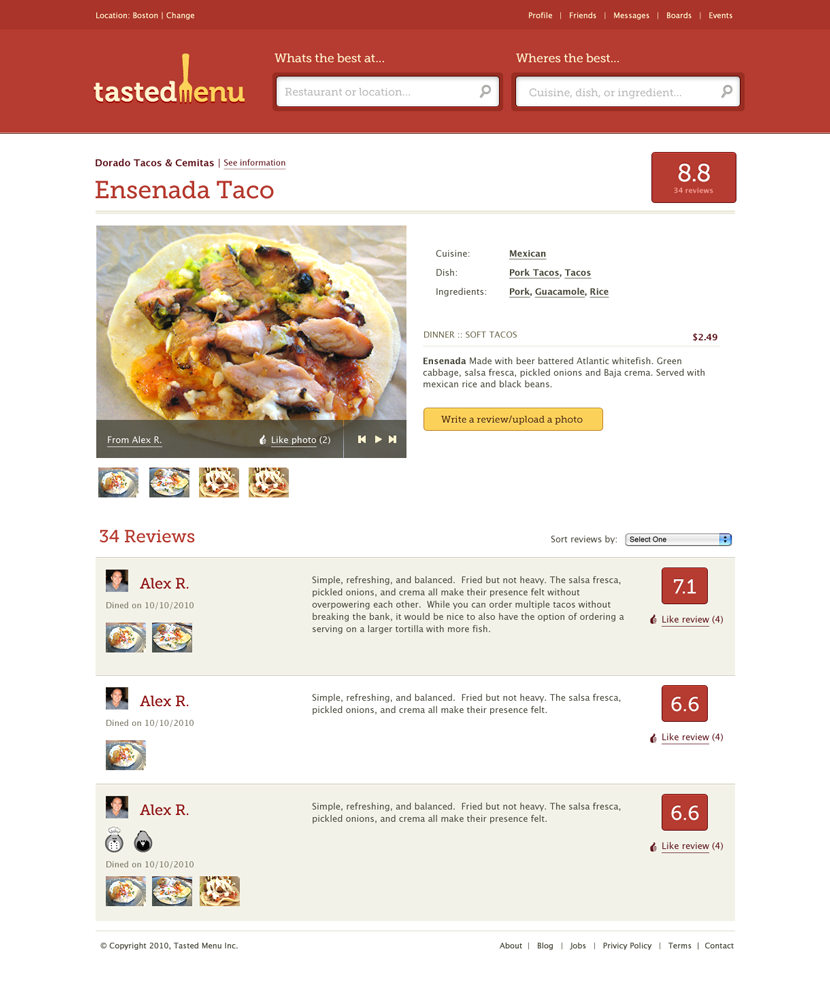 Location: Boston | Change
Profile | Friends | Messages | Boards | Events
tastedmenu
Whats the best at...
Wheres the best...
Restaurant or location...
Cuisine, dish, or ingredient...
Dorado Tacos & Cemitas | See information
Ensenada Taco
8.8
34 reviews
Cuisine: Mexican
Dish: Pork Tacos, Tacos
Ingredients: Pork, Guacamole, Rice
DINNER :: SOFT TACOS $2.49
Ensenada Made with beer battered Atlantic whitefish. Green
cabbage, salsa fresca, pickled onions and Baja crema. Served with
mexican rice and black beans.
Write a review/upload a photo
From Alex R. Like photo (2)
34 Reviews
Sort reviews by: Select One
Alex R.
Dined on 10/10/2010
Simple, refreshing, and balanced.  Fried but not heavy. The salsa fresca,
pickled onions, and crema all make their presence felt without
overpowering each other.  While you can order multiple tacos without
breaking the bank, it would be nice to also have the option of ordering a
serving on a larger tortilla with more fish.
7.1
Like review (4)
Alex R.
Dined on 10/10/2010
Simple, refreshing, and balanced.  Fried but not heavy. The salsa fresca,
pickled onions, and crema all make their presence felt.
6.6
Like review (4)
Alex R.
Dined on 10/10/2010
Simple, refreshing, and balanced.  Fried but not heavy. The salsa fresca,
pickled onions, and crema all make their presence felt.
6.6
Like review (4)
© Copyright 2010, Tasted Menu Inc.
About | Blog | Jobs | Privicy Policy | Terms | Contact